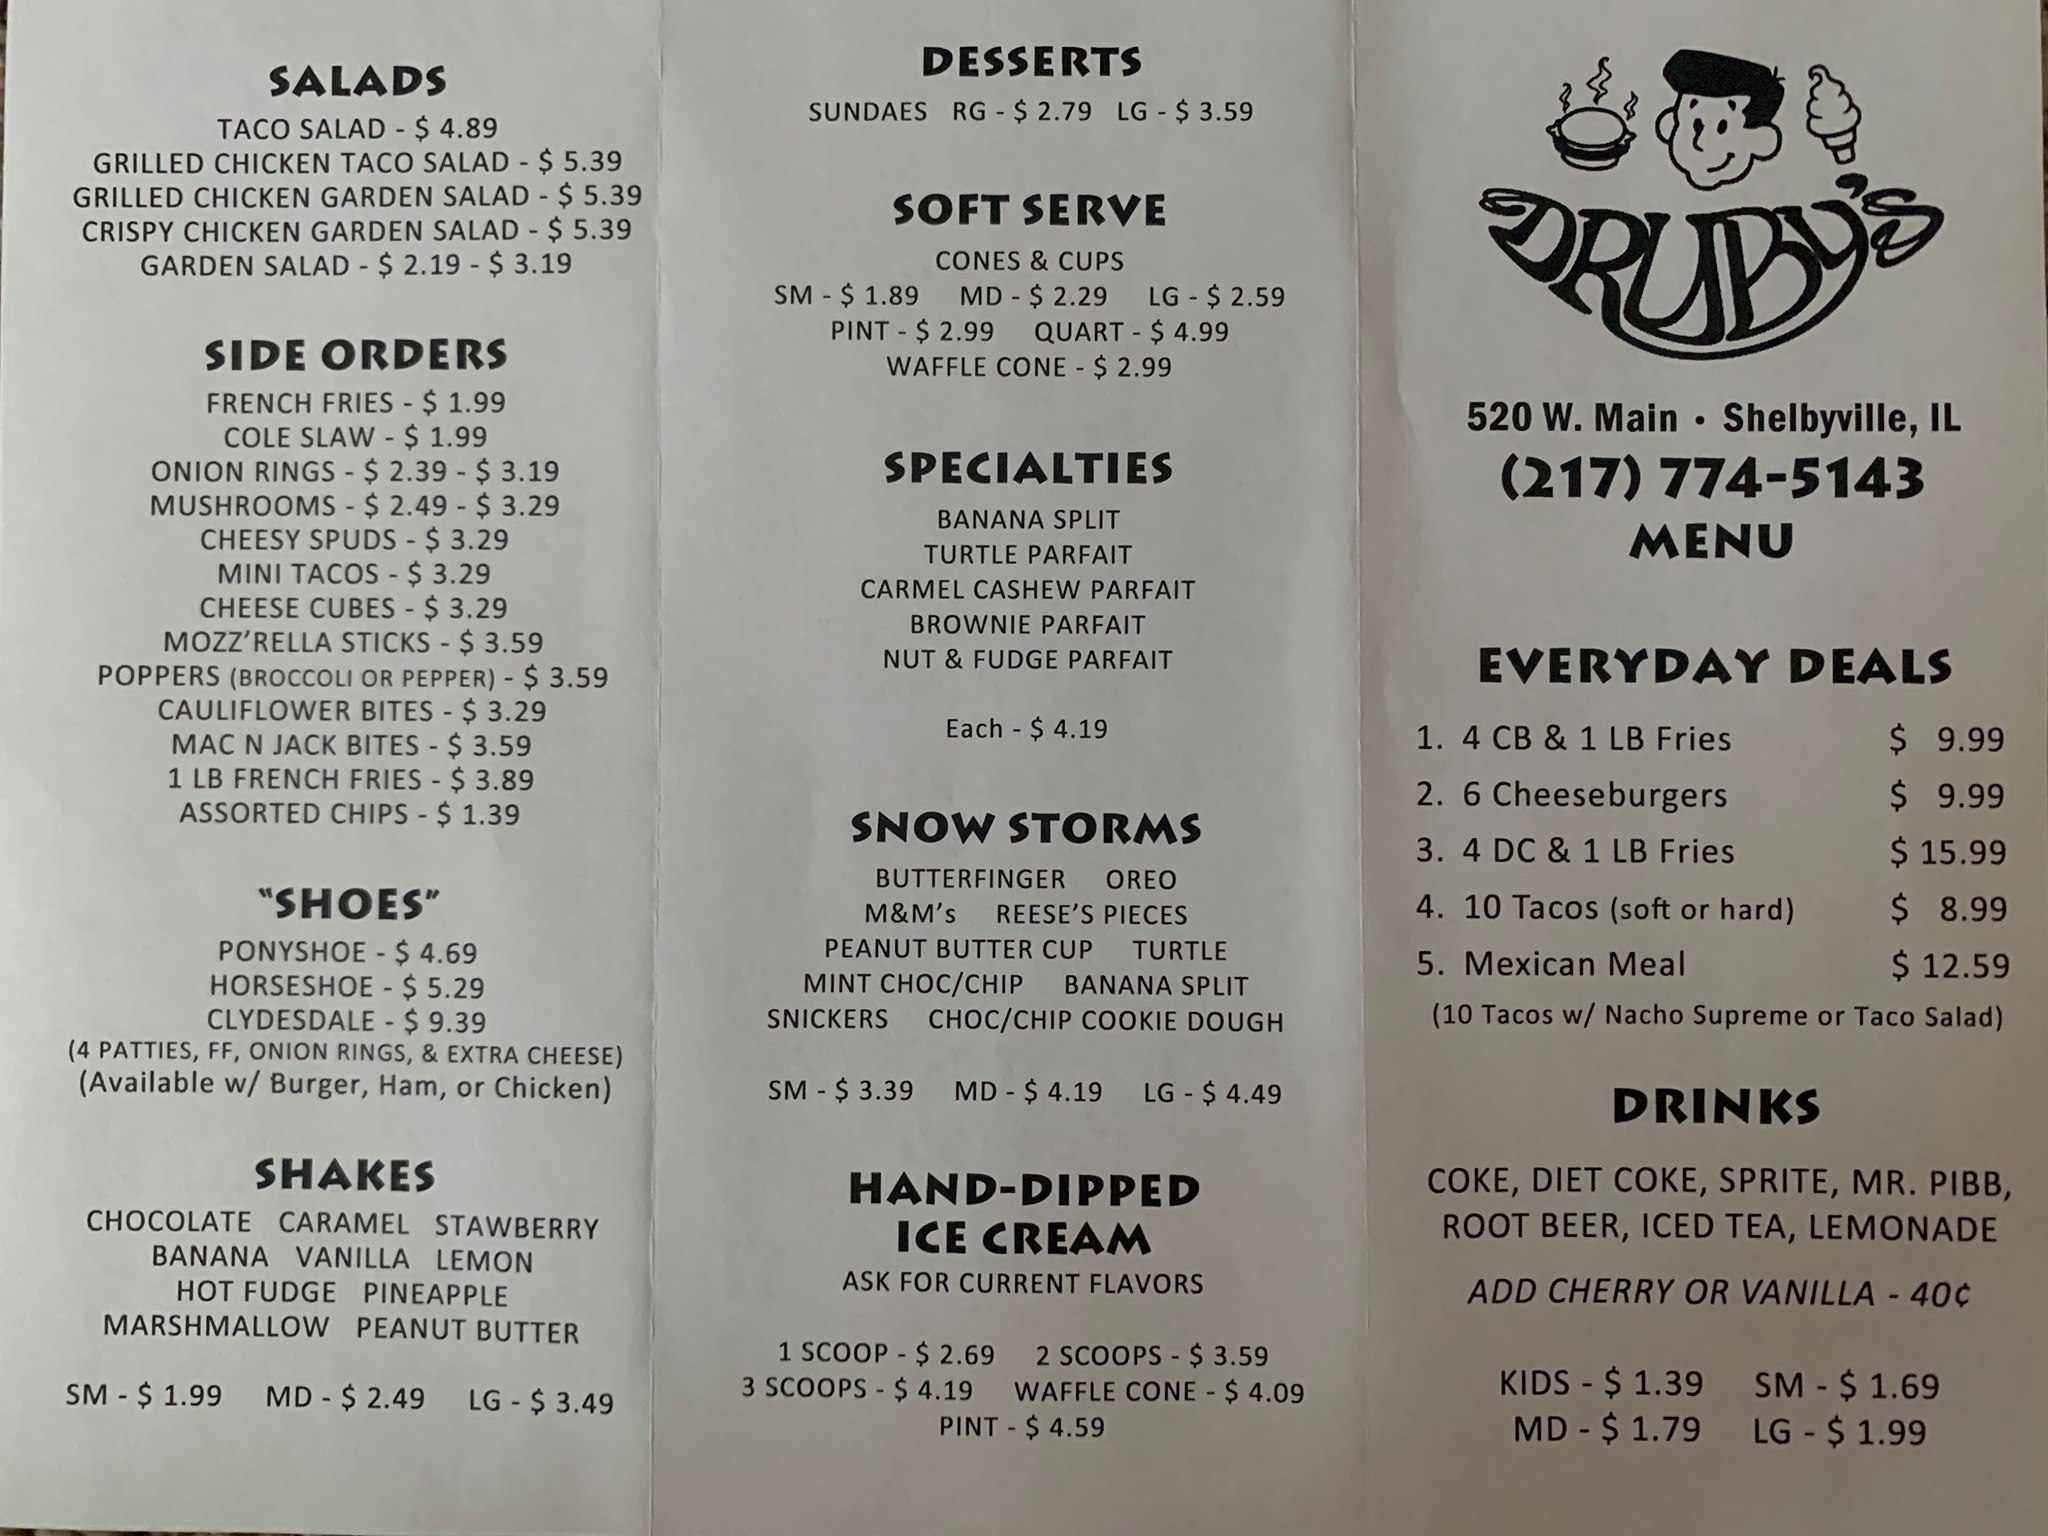 SALADS
TACO SALAD - $ 4.89
GRILLED CHICKEN TACO SALAD - $ 5.39
GRILLED CHICKEN GARDEN SALAD - $ 5.39
CRISPY CHICKEN GARDEN SALAD - $ 5.39
GARDEN SALAD - $ 2.19 - $ 3.19
SIDE ORDERS
FRENCH FRIES - $ 1.99
COLE SLAW - $ 1.99
ONION RINGS - $ 2.39 - $ 3.19
MUSHROOMS - $ 2.49 - $ 3.29
CHEESY SPUDS - $ 3.29
MINI TACOS - $ 3.29
CHEESE CUBES - $ 3.29
MOZZ'RELLA STICKS - $ 3.59
POPPERS (BROCCOLI OR PEPPER) - $ 3.59
CAULIFLOWER BITES - $ 3.29
MAC N JACK BITES - $ 3.59
1 LB FRENCH FRIES - $ 3.89
ASSORTED CHIPS - $ 1.39
"SHOES"
PONYSHOE - $ 4.69
HORSESHOE - $ 5.29
CLYDESDALE - $ 9.39
(4 PATTIES, FF, ONION RINGS, & EXTRA CHEESE)
(Available w/ Burger, Ham, or Chicken)
SHAKES
CHOCOLATE CARAMEL STAWBERRY
BANANA VANILLA LEMON
HOT FUDGE PINEAPPLE
MARSHMALLOW PEANUT BUTTER
SM - $ 1.99 MD - $ 2.49 LG - $ 3.49
DESSERTS
SUNDAES RG - $ 2.79 LG - $ 3.59
SOFT SERVE
CONES & CUPS
SM - $ 1.89 MD - $ 2.29 LG - $ 2.59
PINT - $ 2.99 QUART - $ 4.99
WAFFLE CONE - $ 2.99
SPECIALTIES
BANANA SPLIT
TURTLE PARFAIT
CARMEL CASHEW PARFAIT
BROWNIE PARFAIT
NUT & FUDGE PARFAIT
Each - $ 4.19
SNOW STORMS
BUTTERFINGER OREO
M&M's REESE'S PIECES
PEANUT BUTTER CUP TURTLE
MINT CHOC/CHIP BANANA SPLIT
SNICKERS CHOC/CHIP COOKIE DOUGH
SM - $ 3.39 MD - $ 4.19 LG - $ 4.49
HAND-DIPPED
ICE CREAM
ASK FOR CURRENT FLAVORS
1 SCOOP - $ 2.69 2 SCOOPS - $ 3.59
3 SCOOPS - $ 4.19 WAFFLE CONE - $ 4.09
PINT - $ 4.59
DRUBY'S
520 W. Main • Shelbyville, IL
(217) 774-5143
MENU
EVERYDAY DEALS
1. 4 CB & 1 LB Fries $ 9.99
2. 6 Cheeseburgers $ 9.99
3. 4 DC & 1 LB Fries $ 15.99
4. 10 Tacos (soft or hard) $ 8.99
5. Mexican Meal $ 12.59
(10 Tacos w/ Nacho Supreme or Taco Salad)
DRINKS
COKE, DIET COKE, SPRITE, MR. PIBB,
ROOT BEER, ICED TEA, LEMONADE
ADD CHERRY OR VANILLA - 40¢
KIDS - $ 1.39 SM - $ 1.69
MD - $ 1.79 LG - $ 1.99